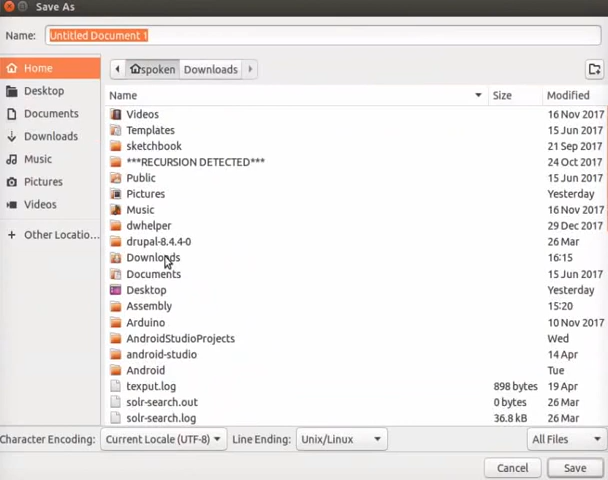 Save As
Name: Untitled Document 1
Home
Desktop
Documents
Downloads
Music
Pictures
Videos
+ Other Locatio...
spoken Downloads
Name Size Modified
Videos 16 Nov 2017
Templates 15 Jun 2017
sketchbook 21 Sep 2017
***RECURSION DETECTED*** 24 Oct 2017
Public 15 Jun 2017
Pictures Yesterday
Music 16 Nov 2017
dwhelper 29 Dec 2017
drupal-8.4.4-0 26 Mar
Downloads 16:15
Documents 15 Jun 2017
Desktop Yesterday
Assembly 15:20
Arduino 10 Nov 2017
AndroidStudioProjects Wed
android-studio 14 Apr
Android Tue
texput.log 898 bytes 19 Apr
solr-search.out 0 bytes 26 Mar
solr-search.log 36.8 kB 26 Mar
Character Encoding: Current Locale (UTF-8) Line Ending: Unix/Linux All Files
Cancel Save